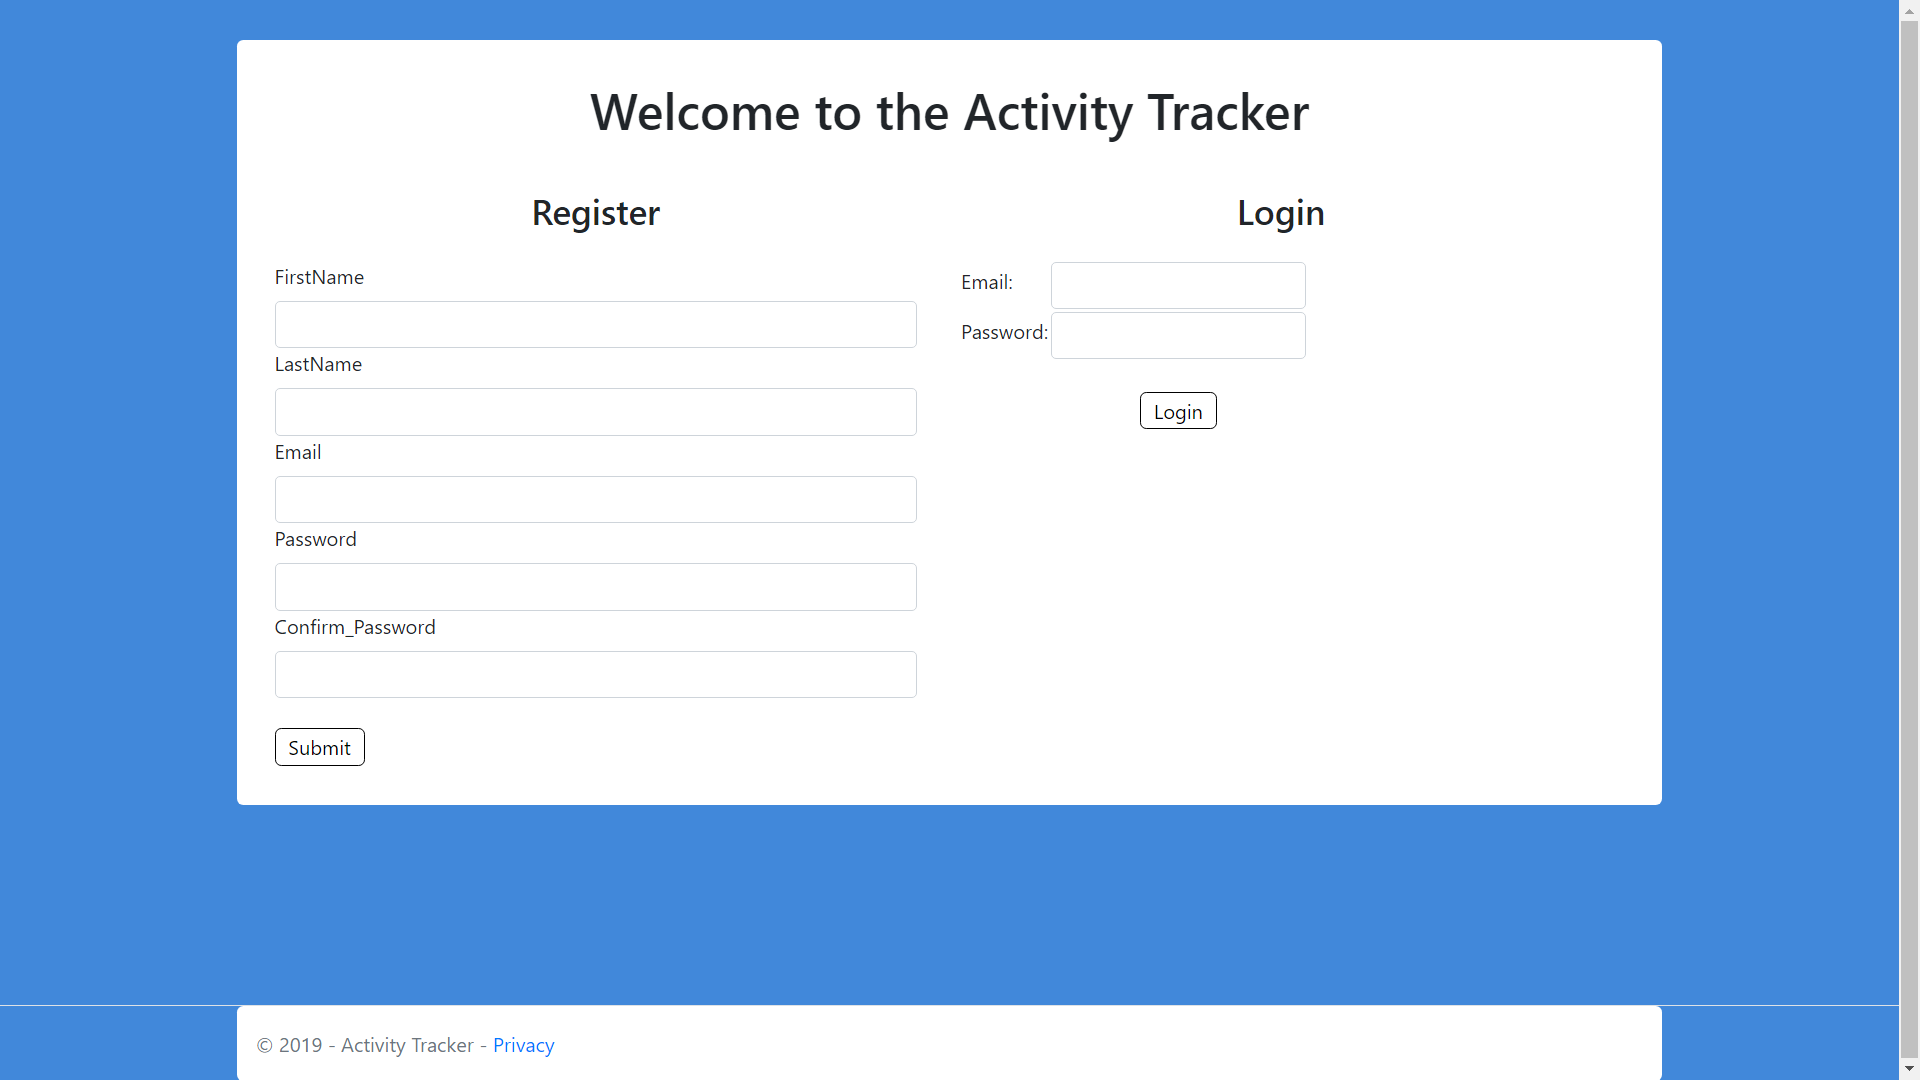 Welcome to the Activity Tracker
Register
FirstName
LastName
Email
Password
Confirm_Password
Submit
Login
Email:
Password:
Login
© 2019 - Activity Tracker - Privacy